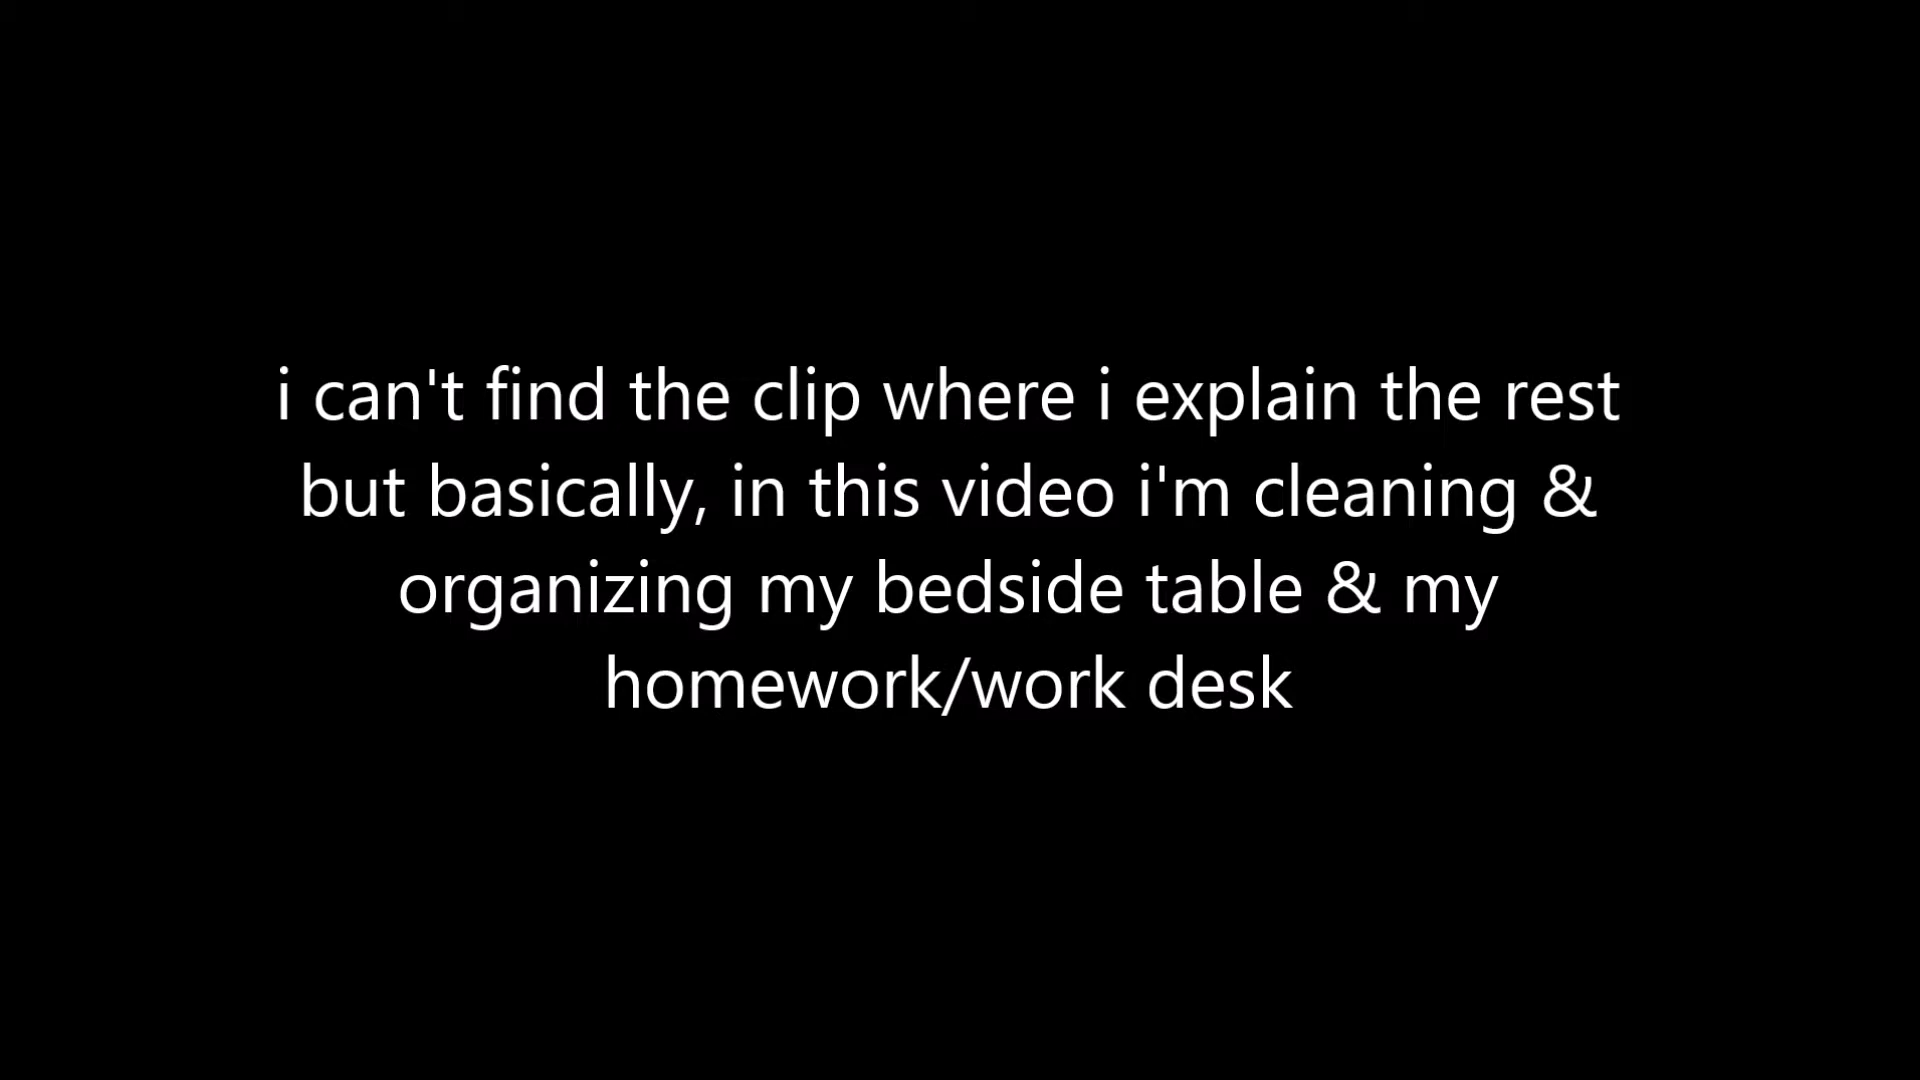 i can't find the clip where i explain the rest
but basically, in this video i'm cleaning &
organizing my bedside table & my
homework/work desk